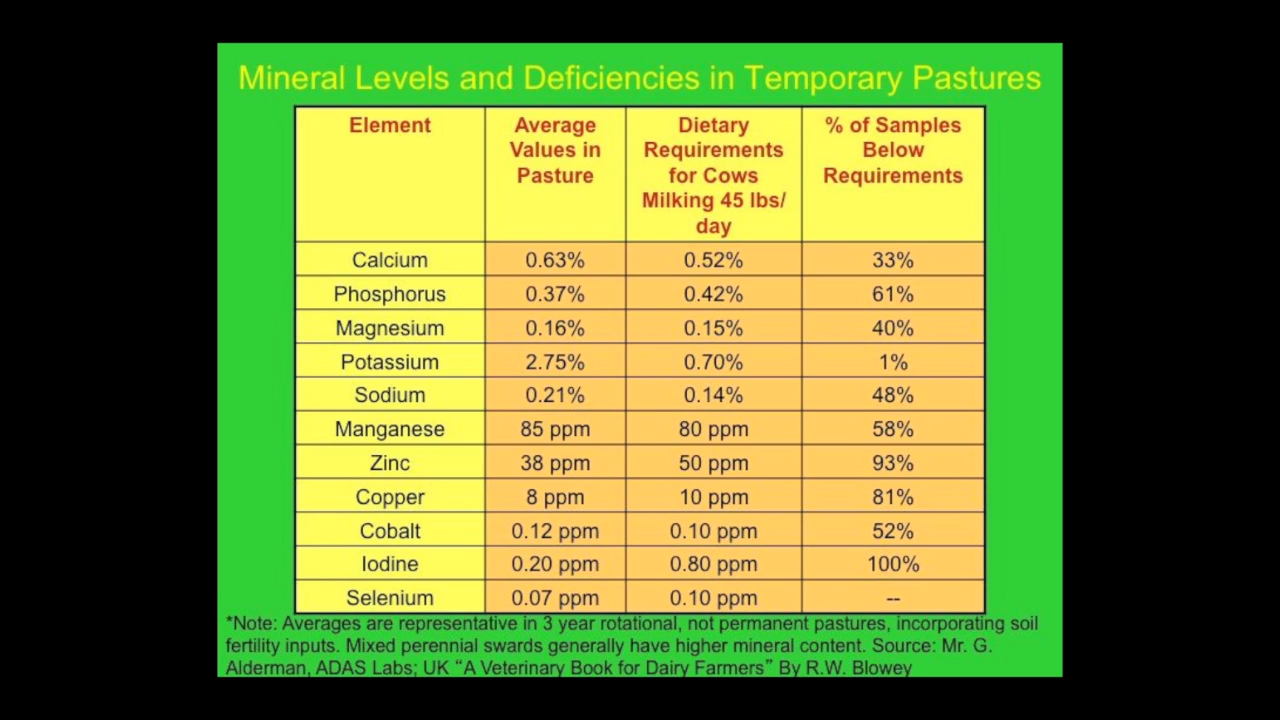 Mineral Levels and Deficiencies in Temporary Pastures
Element
Average
Values in
Pasture
Dietary
Requirements
for Cows
Milking 45 lbs/
day
% of Samples
Below
Requirements
Calcium 0.63% 0.52% 33%
Phosphorus 0.37% 0.42% 61%
Magnesium 0.16% 0.15% 40%
Potassium 2.75% 0.70% 1%
Sodium 0.21% 0.14% 48%
Manganese 85 ppm 80 ppm 58%
Zinc 38 ppm 50 ppm 93%
Copper 8 ppm 10 ppm 81%
Cobalt 0.12 ppm 0.10 ppm 52%
Iodine 0.20 ppm 0.80 ppm 100%
Selenium 0.07 ppm 0.10 ppm --
*Note: Averages are representative in 3 year rotational, not permanent pastures, incorporating soil
fertility inputs. Mixed perennial swards generally have higher mineral content. Source: Mr. G.
Alderman, ADAS Labs; UK “A Veterinary Book for Dairy Farmers” By R.W. Blowey